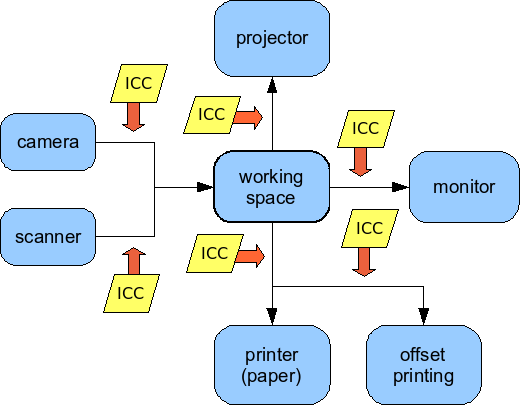 projector
ICC
ICC
ICC
camera
working
space
monitor
scanner
ICC
ICC
ICC
printer
(paper)
offset
printing